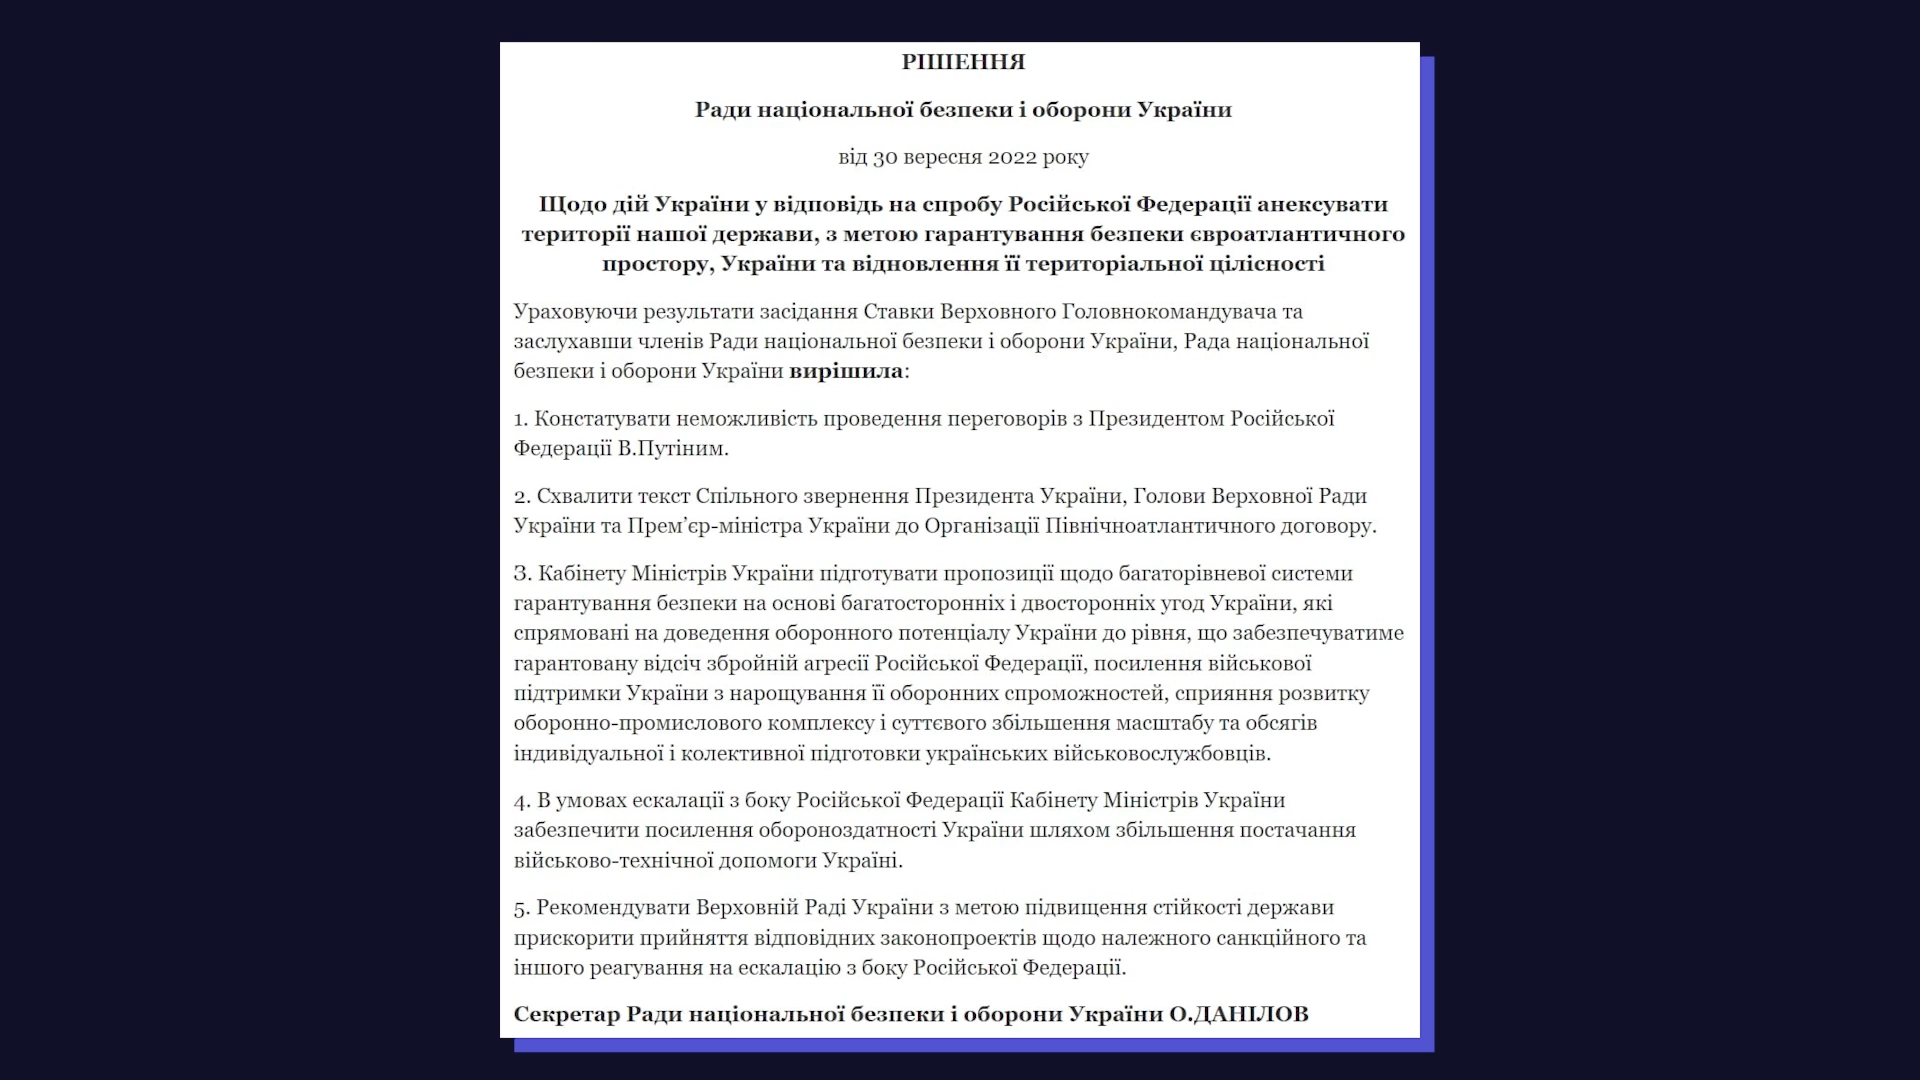 РІШЕННЯ
Ради національної безпеки і оборони України
від 30 вересня 2022 року
Щодо дій України у відповідь на спробу Російської Федерації анексувати
території нашої держави, з метою гарантування безпеки євроатлантичного
простору, України та відновлення її територіальної цілісності
Ураховуючи результати засідання Ставки Верховного Головнокомандувача та
заслухавши членів Ради національної безпеки і оборони України, Рада національної
безпеки і оборони України вирішила:
1. Констатувати неможливість проведення переговорів з Президентом Російської
Федерації В.Путіним.
2. Схвалити текст Спільного звернення Президента України, Голови Верховної Ради
України та Прем’єр-міністра України до Організації Північноатлантичного договору.
3. Кабінету Міністрів України підготувати пропозиції щодо багаторівневої системи
гарантування безпеки на основі багатосторонніх і двосторонніх угод України, які
спрямовані на доведення оборонного потенціалу України до рівня, що забезпечуватиме
гарантовану відсіч збройній агресії Російської Федерації, посилення військової
підтримки України з нарощування її оборонних спроможностей, сприяння розвитку
оборонно-промислового комплексу і суттєвого збільшення масштабу та обсягів
індивідуальної і колективної підготовки українських військовослужбовців.
4. В умовах ескалації з боку Російської Федерації Кабінету Міністрів України
забезпечити посилення обороноздатності України шляхом збільшення постачання
військово-технічної допомоги Україні.
5. Рекомендувати Верховній Раді України з метою підвищення стійкості держави
прискорити прийняття відповідних законопроектів щодо належного санкційного та
іншого реагування на ескалацію з боку Російської Федерації.
Секретар Ради національної безпеки і оборони України О.ДАНІЛОВ